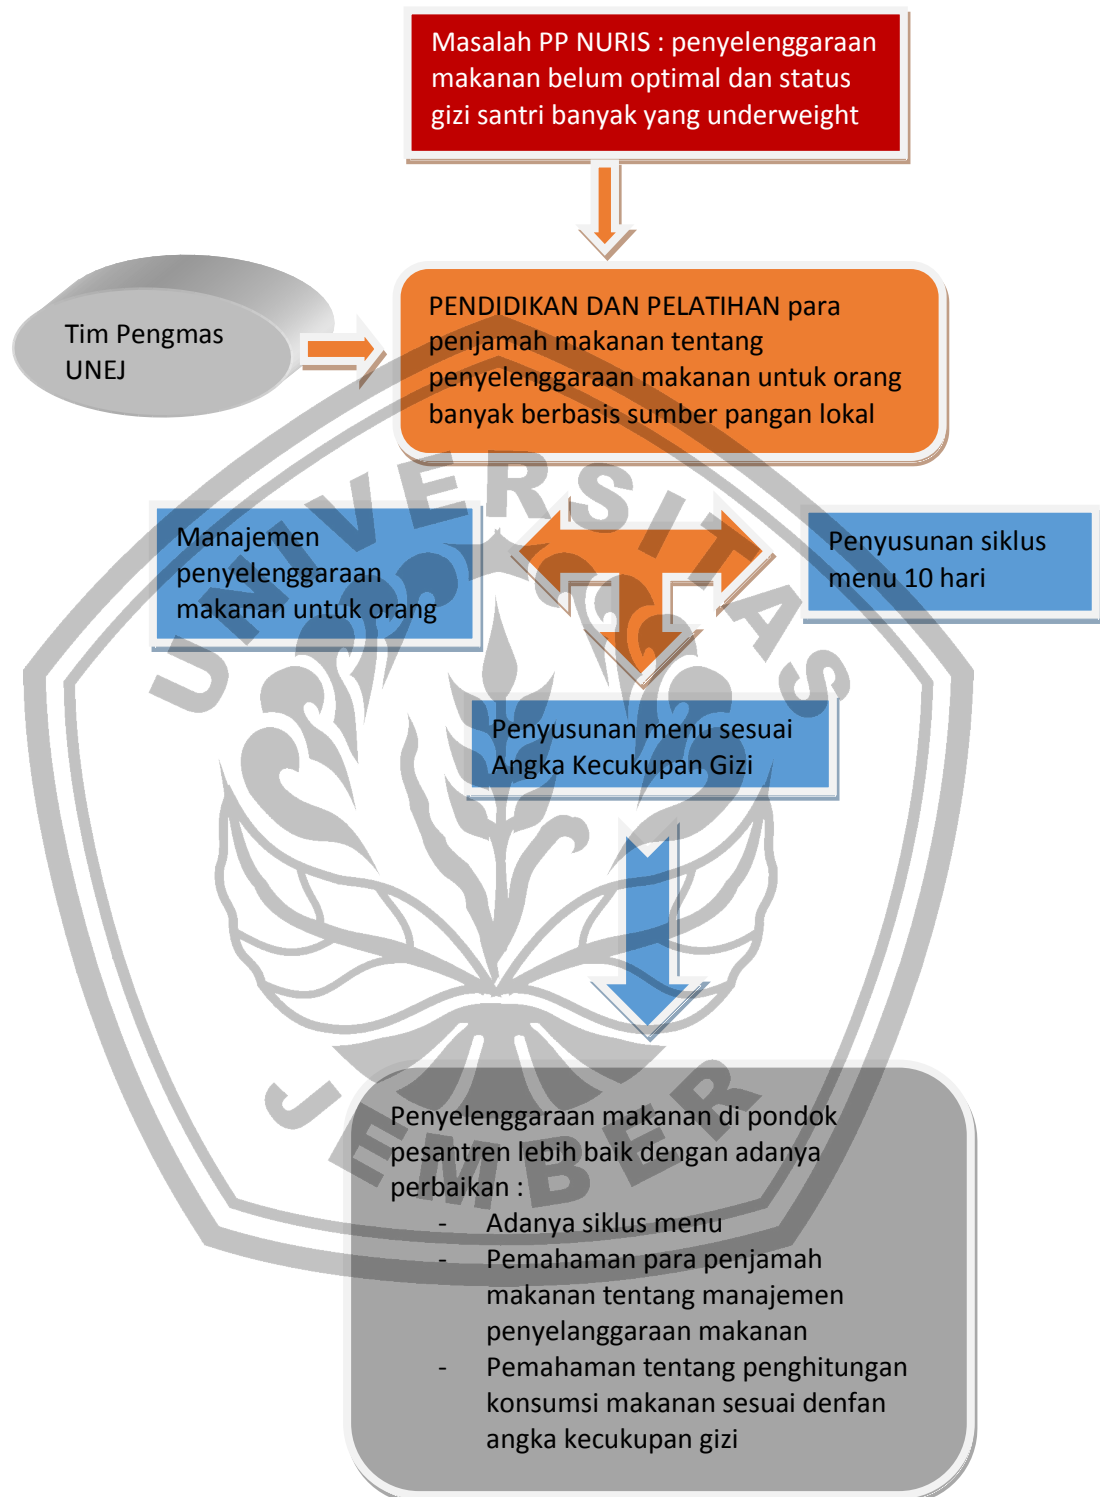 Masalah PP NURIS : penyelenggaraan
makanan belum optimal dan status
gizi santri banyak yang underweight
Tim Pengmas
UNEJ
PENDIDIKAN DAN PELATIHAN para
penjamah makanan tentang
penyelenggaraan makanan untuk orang
banyak berbasis sumber pangan lokal
UNIVERSITAS
Manajemen
penyelenggaraan
makanan untuk orang
Penyusunan siklus
menu 10 hari
Penyusunan menu sesuai
Angka Kecukupan Gizi
JEMBER
Penyelenggaraan makanan di pondok
pesantren lebih baik dengan adanya
perbaikan :
- Adanya siklus menu
- Pemahaman para penjamah
makanan tentang manajemen
penyelanggaraan makanan
- Pemahaman tentang penghitungan
konsumsi makanan sesuai denfan
angka kecukupan gizi